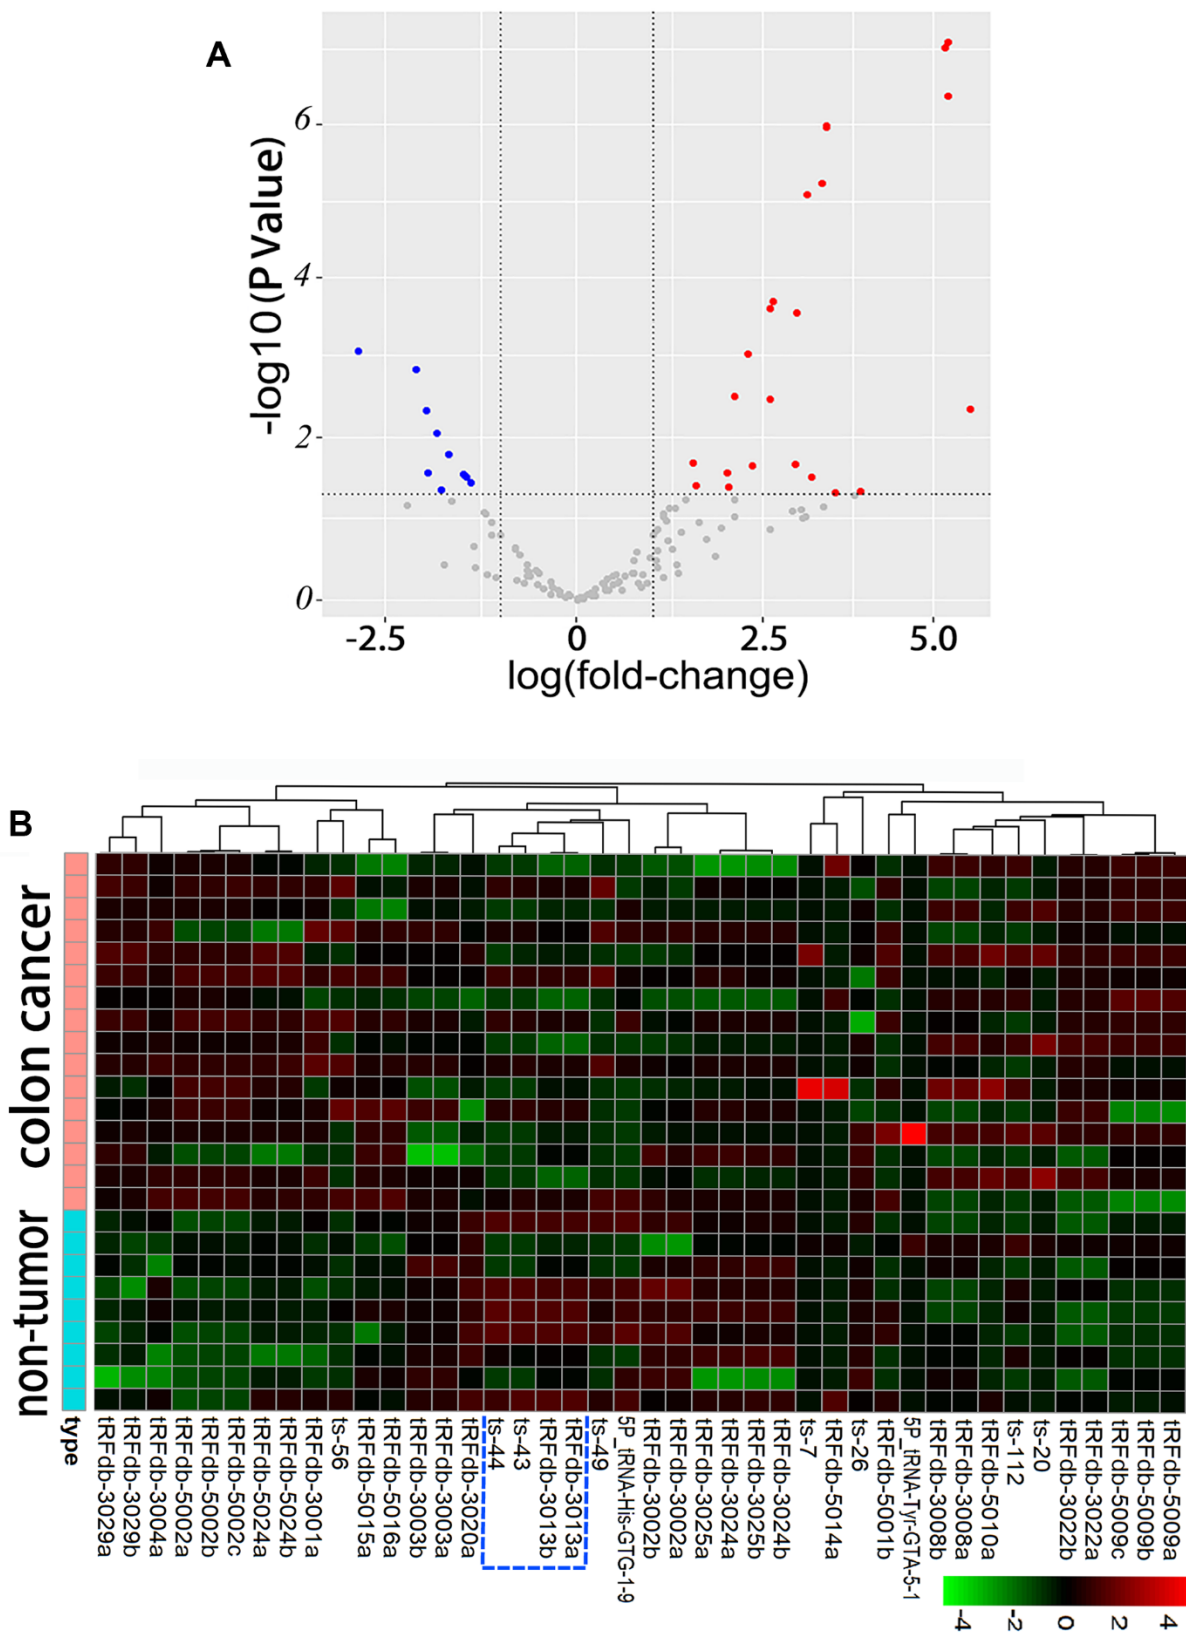 A
-log10(P Value)
6
4
2
0
-2.5
0
2.5
5.0
log(fold-change)
B
colon cancer
non-tumor
type
tRFdb-3029a
tRFdb-3029b
tRFdb-3004a
tRFdb-5002a
tRFdb-5002b
tRFdb-5002c
tRFdb-5024a
tRFdb-5024b
tRFdb-3001a
ts-56
tRFdb-5015a
tRFdb-5016a
tRFdb-3003b
tRFdb-3003a
tRFdb-3020a
ts-44
ts-43
tRFdb-3013b
tRFdb-3013a
ts-49
5P_tRNA-His-GTG-1-9
tRFdb-3002b
tRFdb-3002a
tRFdb-3025a
tRFdb-3024a
tRFdb-3025b
tRFdb-3024b
ts-7
tRFdb-5014a
ts-26
tRFdb-5001b
5P_tRNA-Tyr-GTA-5-1
tRFdb-3008b
tRFdb-3008a
tRFdb-5010a
ts-112
ts-20
tRFdb-3022b
tRFdb-3022a
tRFdb-5009c
tRFdb-5009b
tRFdb-5009a
-4
-2
0
2
4